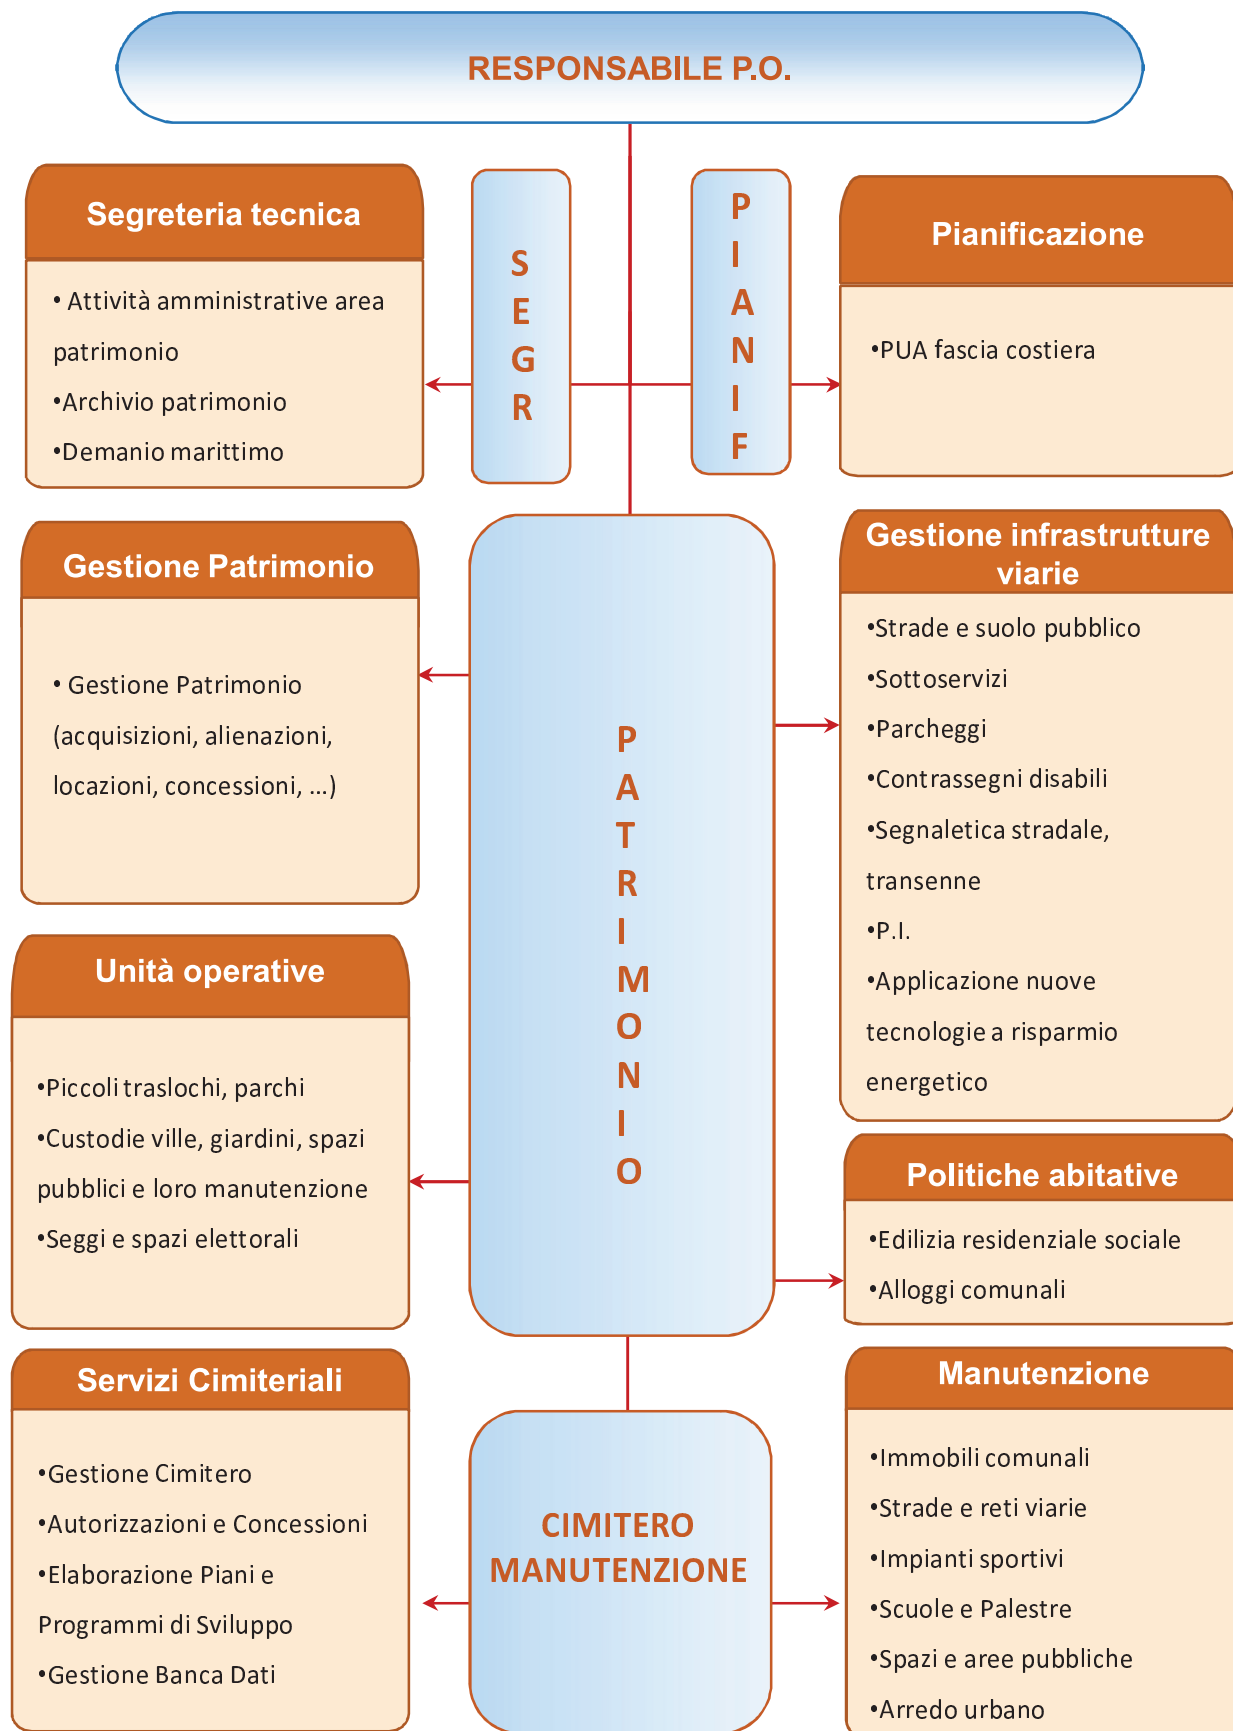 RESPONSABILE P.O.
Segreteria tecnica
• Attività amministrative area
patrimonio
•Archivio patrimonio
•Demanio marittimo
SEGR
PIANIF
Pianificazione
•PUA fascia costiera
Gestione Patrimonio
• Gestione Patrimonio
(acquisizioni, alienazioni,
locazioni, concessioni, ...)
PATRIMONIO
Gestione infrastrutture
viarie
•Strade e suolo pubblico
•Sottoservizi
•Parcheggi
•Contrassegni disabili
•Segnaletica stradale,
transenne
•P.I.
•Applicazione nuove
tecnologie a risparmio
energetico
Unità operative
•Piccoli traslochi, parchi
•Custodie ville, giardini, spazi
pubblici e loro manutenzione
•Seggi e spazi elettorali
Politiche abitative
•Edilizia residenziale sociale
•Alloggi comunali
Servizi Cimiteriali
•Gestione Cimitero
•Autorizzazioni e Concessioni
•Elaborazione Piani e
Programmi di Sviluppo
•Gestione Banca Dati
CIMITERO
MANUTENZIONE
Manutenzione
•Immobili comunali
•Strade e reti viarie
•Impianti sportivi
•Scuole e Palestre
•Spazi e aree pubbliche
•Arredo urbano